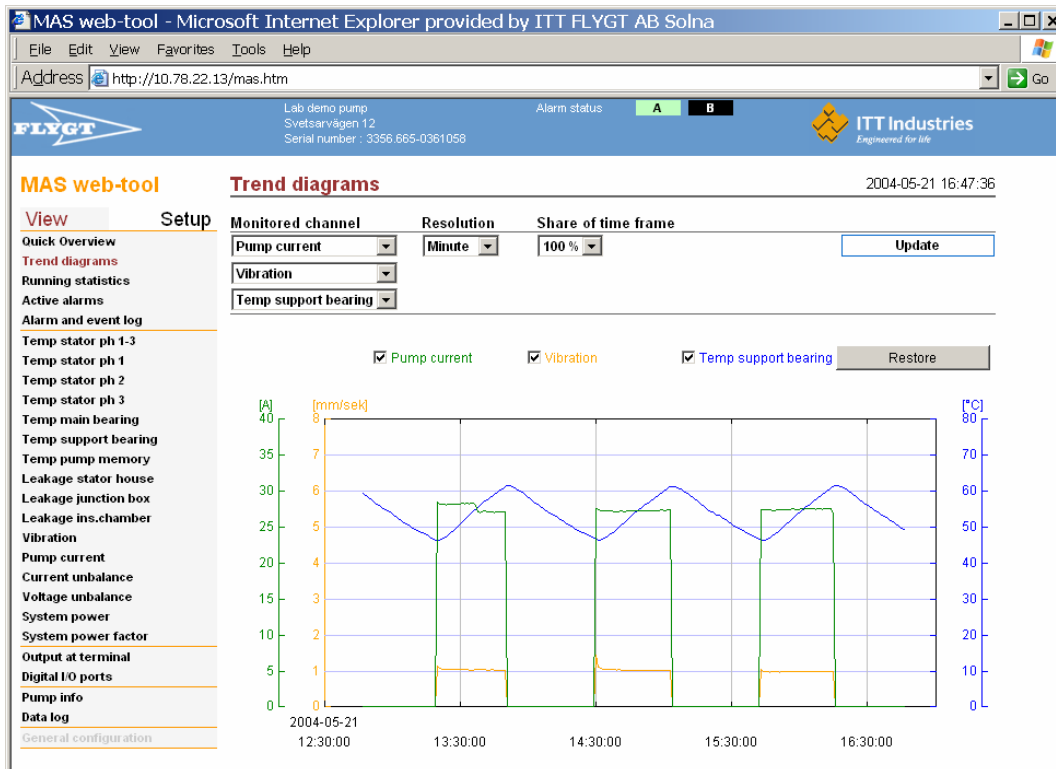 MAS web-tool - Microsoft Internet Explorer provided by ITT FLYGT AB Solna
File Edit View Favorites Tools Help
Address http://10.78.22.13/mas.htm Go
FLYGT
Lab demo pump
Svetsarvägen 12
Serial number : 3356.665-0361058
Alarm status A B
ITT Industries
Engineered for life
MAS web-tool
View Setup
Quick Overview
Trend diagrams
Running statistics
Active alarms
Alarm and event log
Temp stator ph 1-3
Temp stator ph 1
Temp stator ph 2
Temp stator ph 3
Temp main bearing
Temp support bearing
Temp pump memory
Leakage stator house
Leakage junction box
Leakage ins.chamber
Vibration
Pump current
Current unbalance
Voltage unbalance
System power
System power factor
Output at terminal
Digital I/O ports
Pump info
Data log
General configuration
Trend diagrams 2004-05-21 16:47:36
Monitored channel Resolution Share of time frame
Pump current Minute 100 % Update
Vibration
Temp support bearing
Pump current Vibration Temp support bearing Restore
[A] [mm/sek] [°C]
40 8 80
35 7 70
30 6 60
25 5 50
20 4 40
15 3 30
10 2 20
5 1 10
0 0 0
2004-05-21
12:30:00 13:30:00 14:30:00 15:30:00 16:30:00